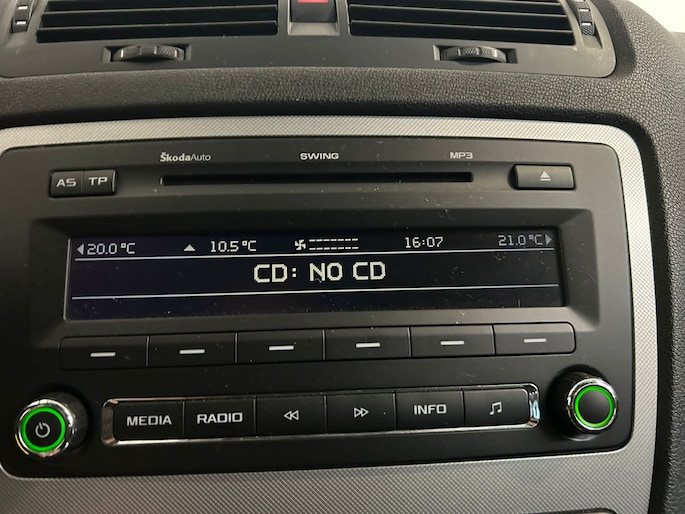 ŠkodaAuto SWING MP3
AS TP
20.0 °C 10.5 °C 16:07 21.0 °C
CD: NO CD
MEDIA RADIO INFO